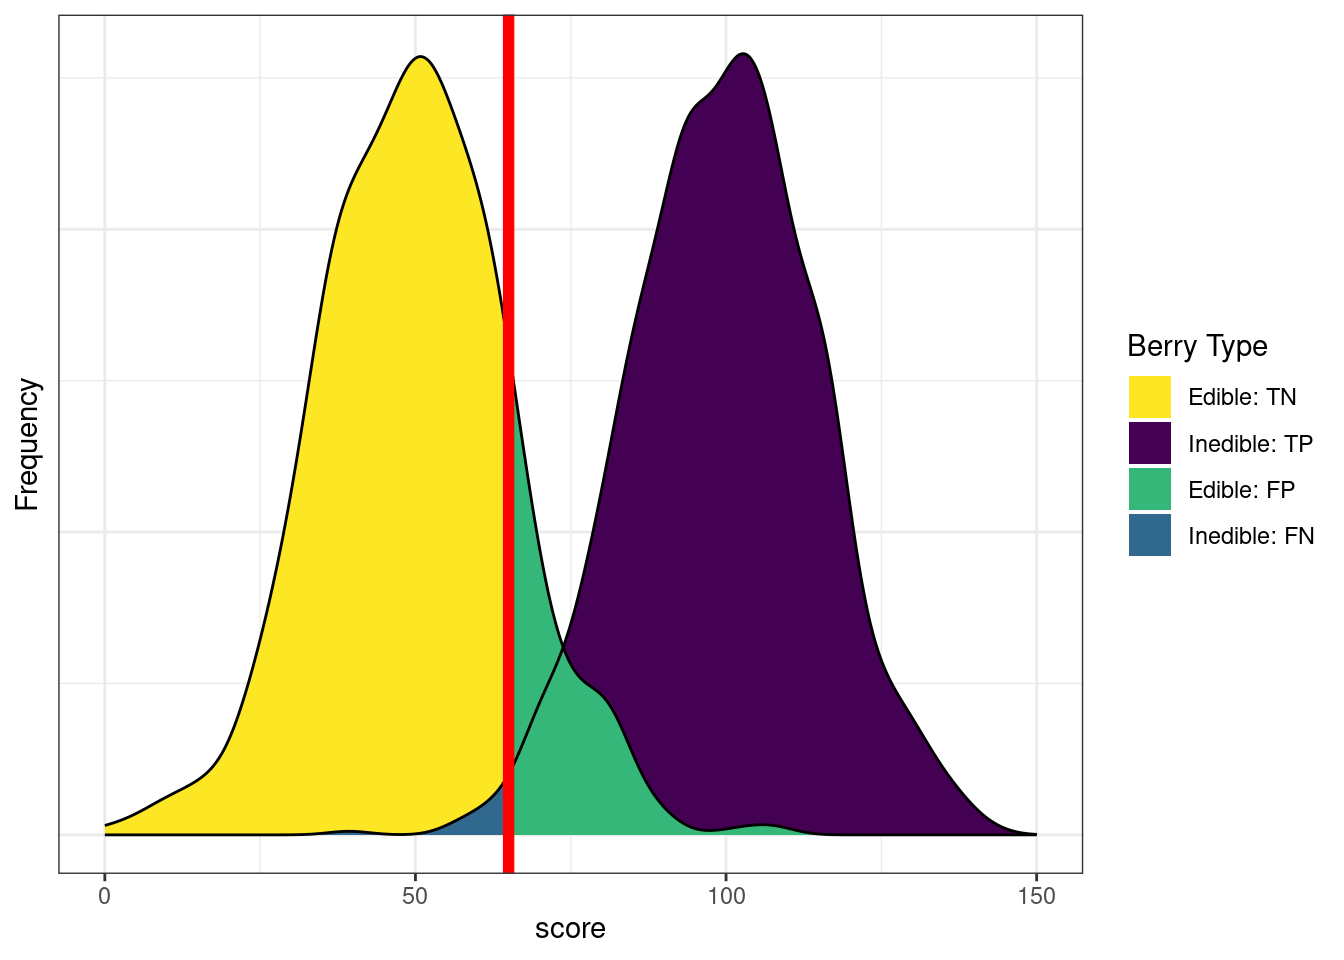 Frequency
0
50
100
150
score
Berry Type
Edible: TN
Inedible: TP
Edible: FP
Inedible: FN